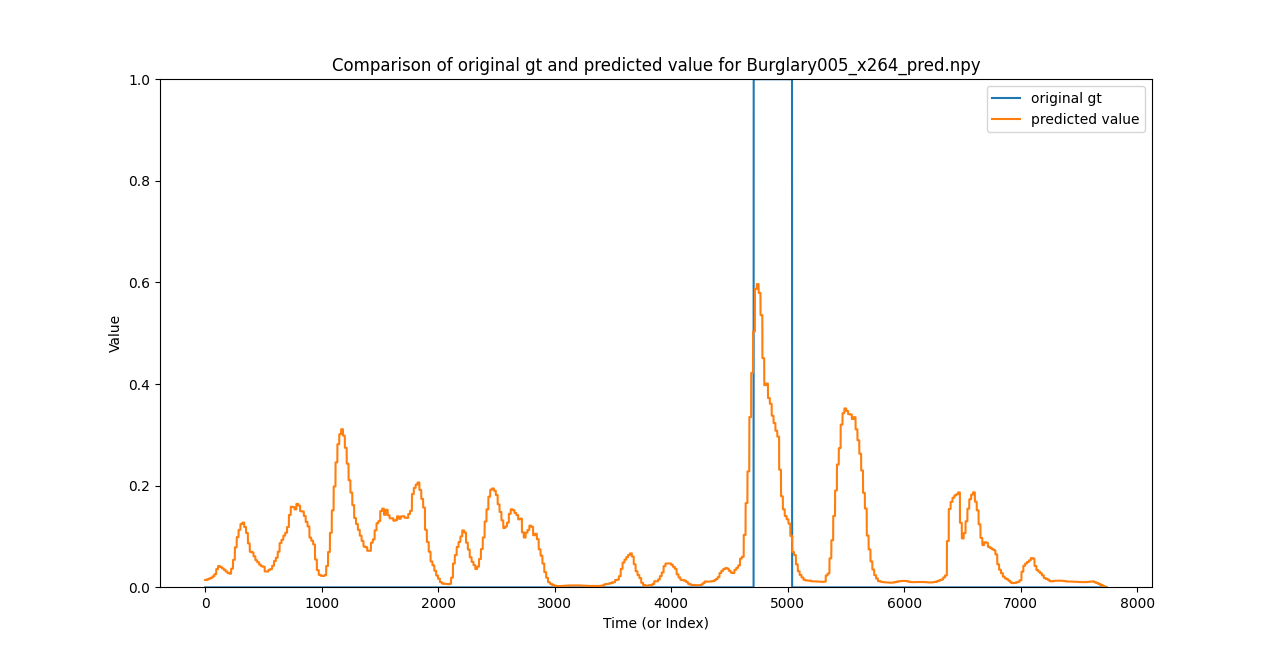 Comparison of original gt and predicted value for Burglary005_x264_pred.npy
original gt
predicted value
1.0
0.8
0.6
0.4
0.2
0.0
Value
0 1000 2000 3000 4000 5000 6000 7000 8000
Time (or Index)